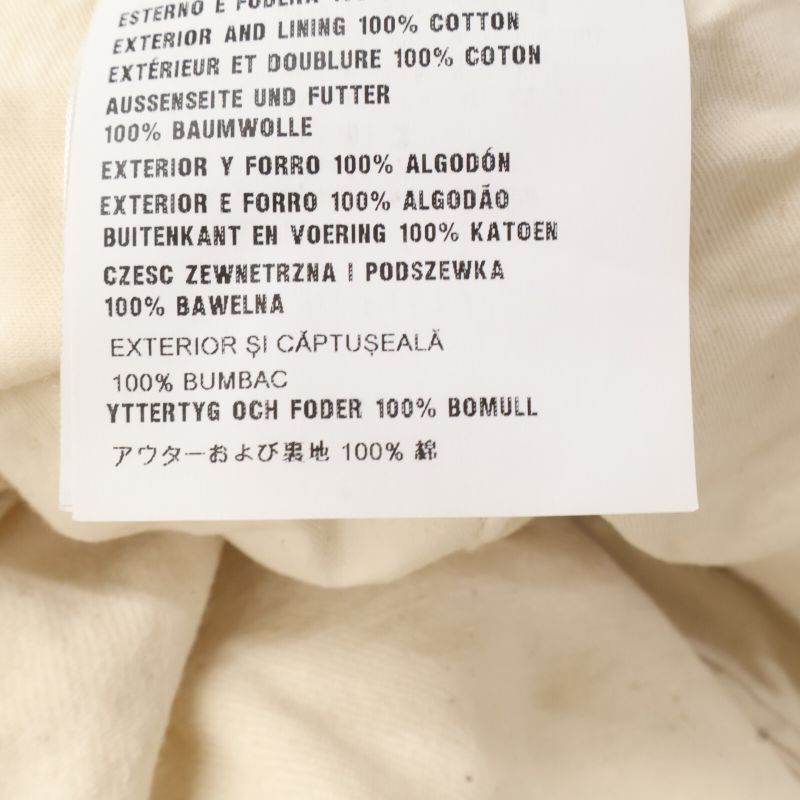 ESTERNO E FODERA
EXTERIOR AND LINING 100% COTTON
EXTÉRIEUR ET DOUBLURE 100% COTON
AUSSENSEITE UND FUTTER
100% BAUMWOLLE
EXTERIOR Y FORRO 100% ALGODÓN
EXTERIOR E FORRO 100% ALGODÃO
BUITENKANT EN VOERING 100% KATOEN
CZESC ZEWNETRZNA I PODSZEWKA
100% BAWELNA
EXTERIOR ȘI CĂPTUȘEALĂ
100% BUMBAC
YTTERTYG OCH FODER 100% BOMULL
アウターおよび裏地 100% 綿